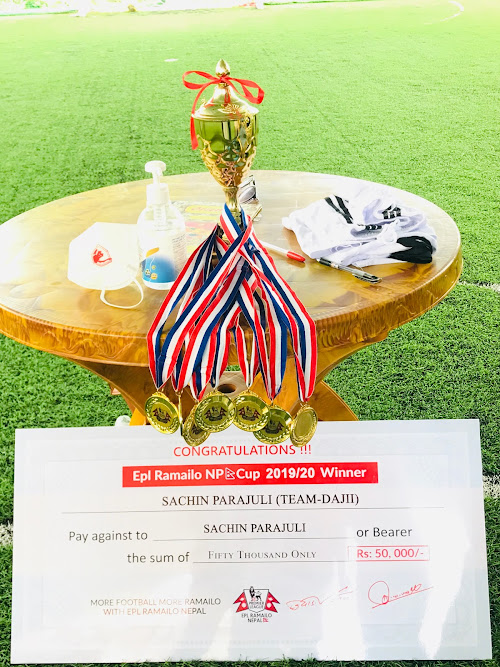 CONGRATULATIONS !!!
Epl Ramailo NP Cup 2019/20 Winner
SACHIN PARAJULI (TEAM-DAJII)
Pay against to SACHIN PARAJULI or Bearer
the sum of FIFTY THOUSAND ONLY Rs: 50, 000/-
MORE FOOTBALL MORE RAMAILO
WITH EPL RAMAILO NEPAL
EPL RAMAILO
NEPAL